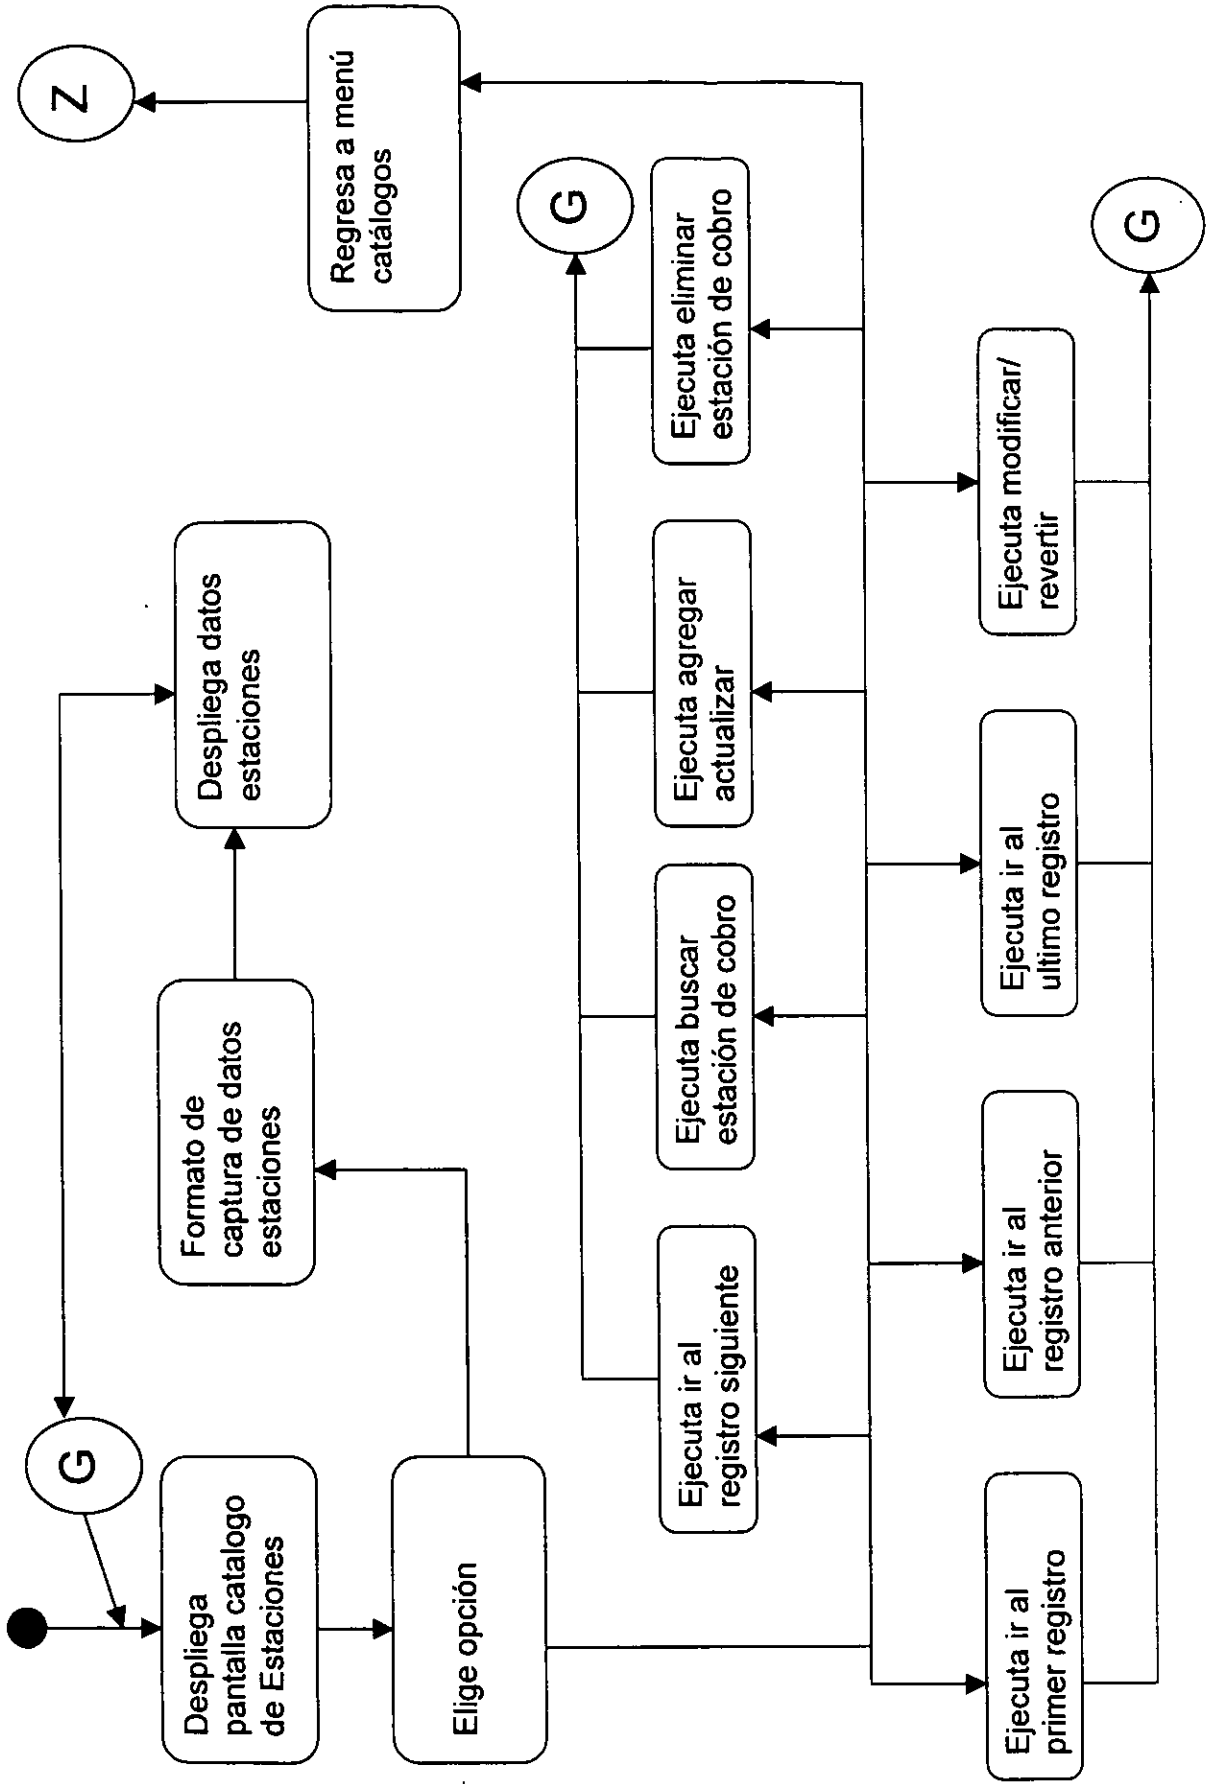 G
Despliega
pantalla catalogo
de Estaciones
Elige opción
Formato de
captura de datos
estaciones
Despliega datos
estaciones
Regresa a menú
catálogos
Z
Ejecuta ir al
registro siguiente
Ejecuta buscar
estación de cobro
Ejecuta agregar
actualizar
Ejecuta eliminar
estación de cobro
G
Ejecuta ir al
primer registro
Ejecuta ir al
registro anterior
Ejecuta ir al
ultimo registro
Ejecuta modificar/
revertir
G